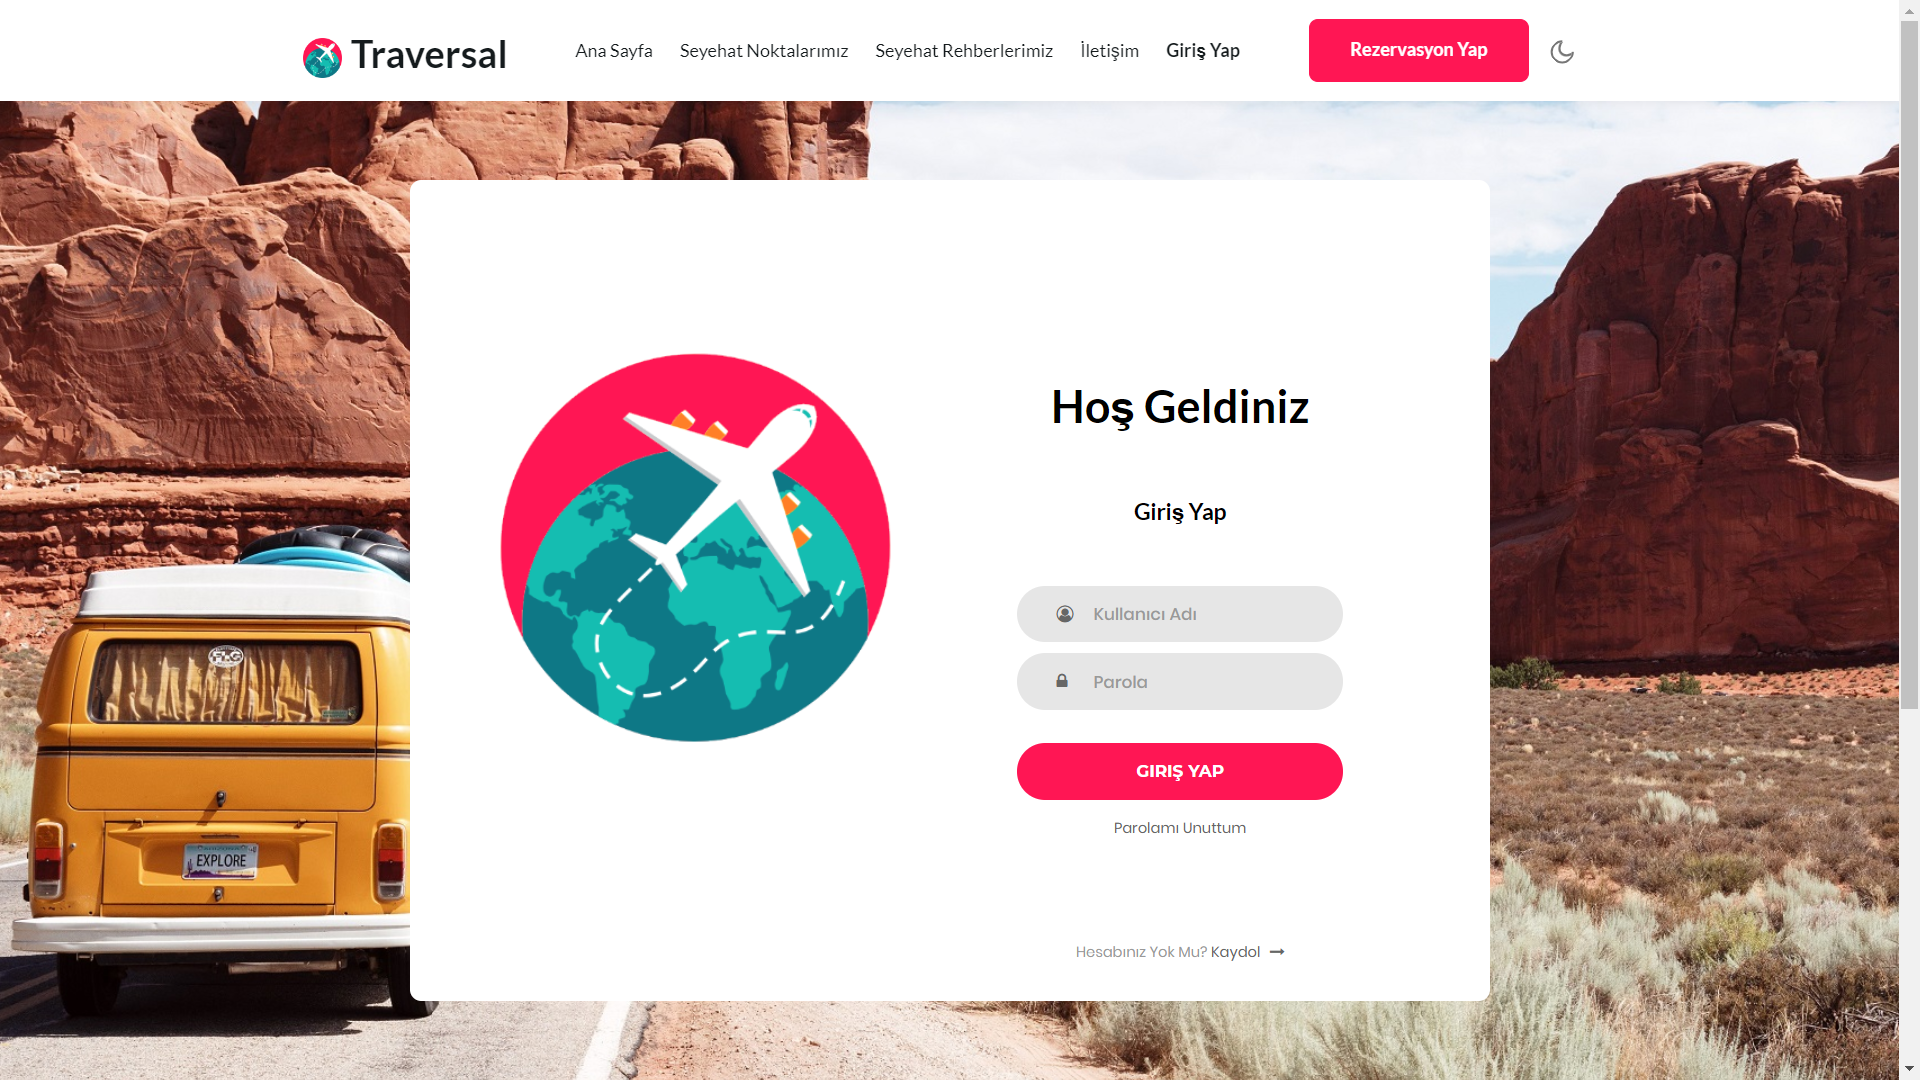 Traversal
Ana Sayfa
Seyehat Noktalarımız
Seyehat Rehberlerimiz
İletişim
Giriş Yap
Rezervasyon Yap
Hoş Geldiniz
Giriş Yap
Kullanıcı Adı
Parola
GIRIŞ YAP
Parolamı Unuttum
Hesabınız Yok Mu? Kaydol
EXPLORE